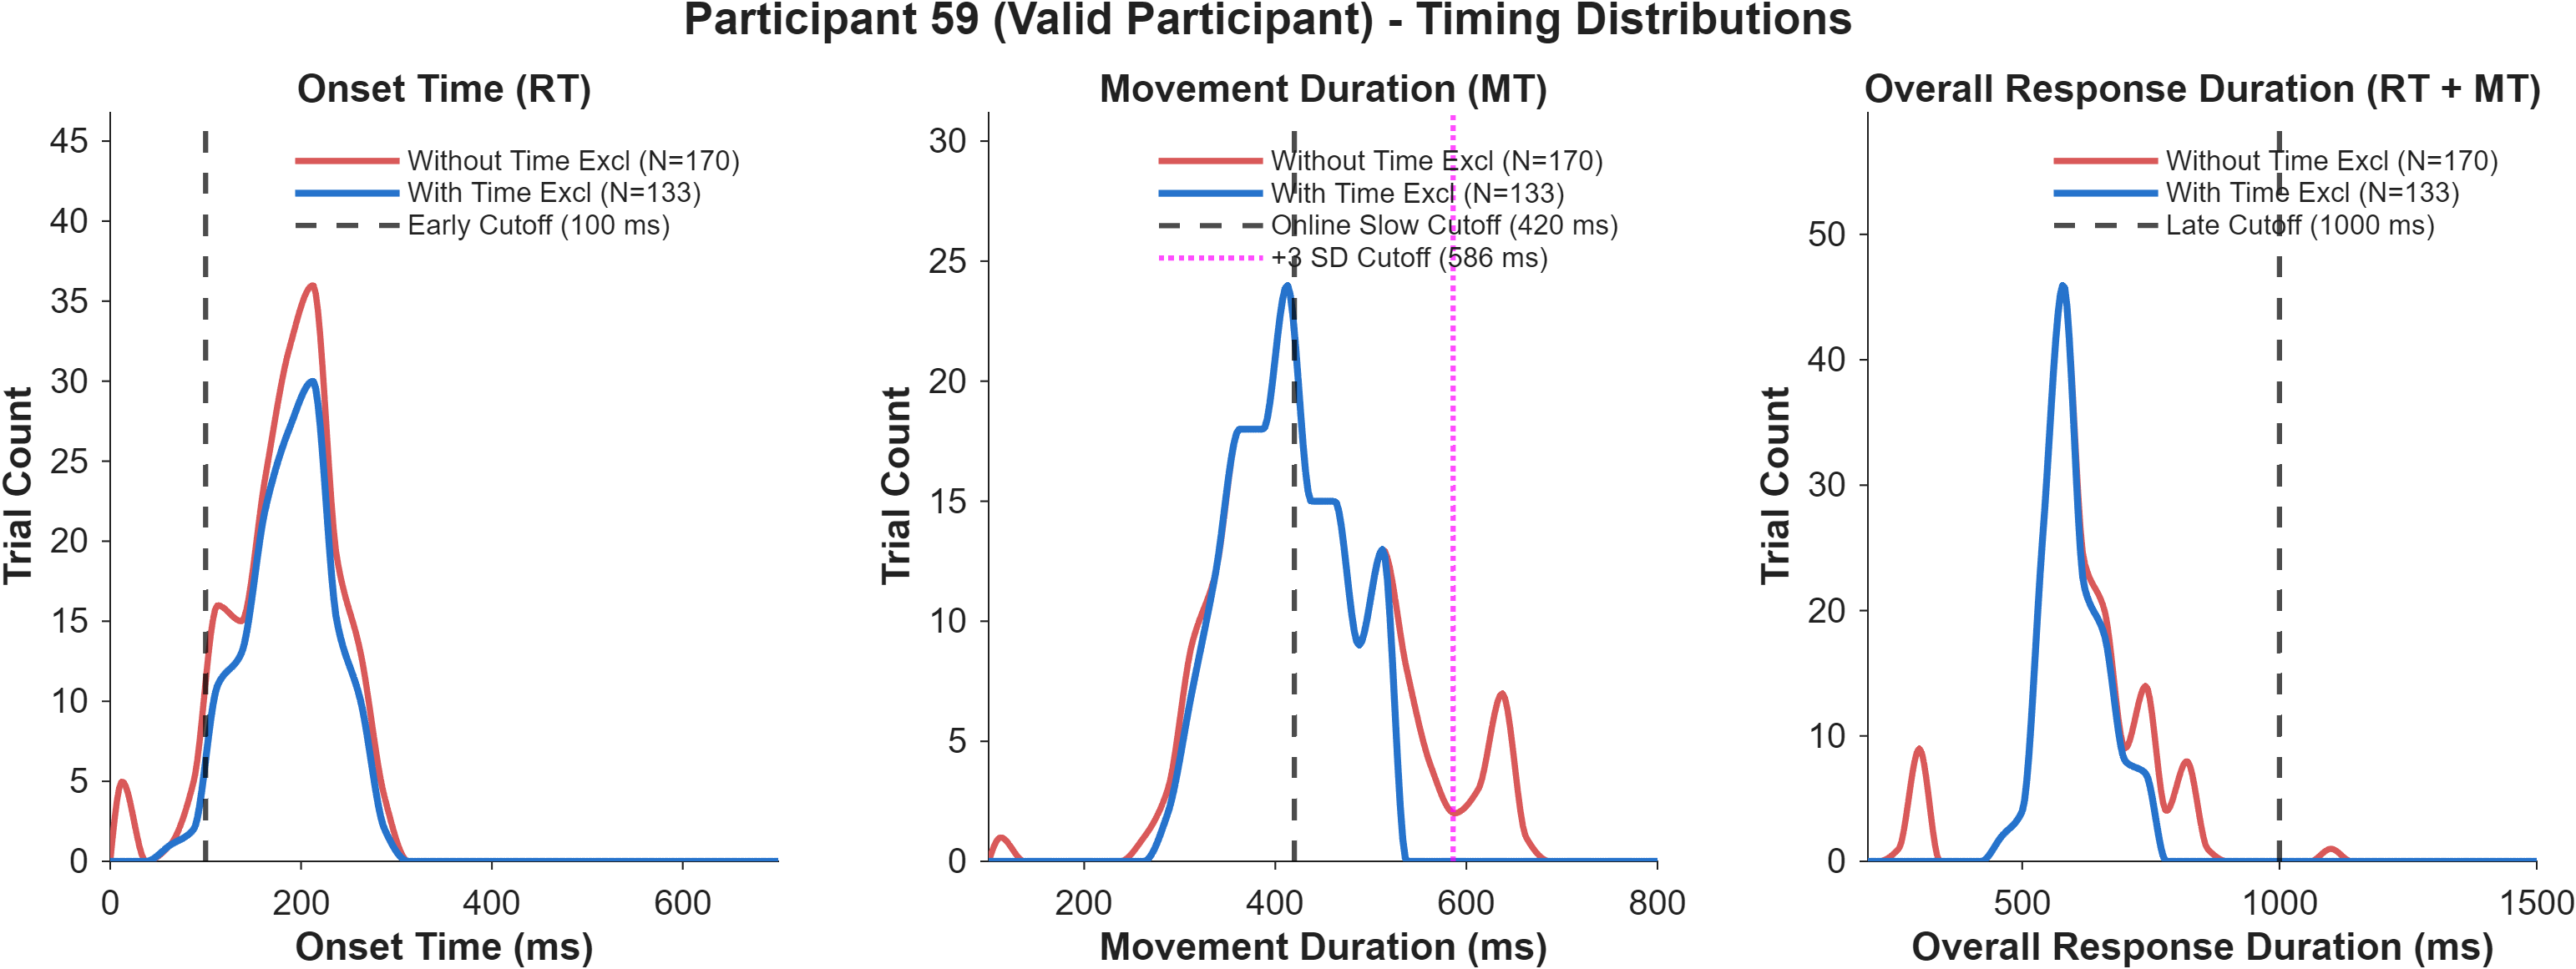 Participant 59 (Valid Participant) - Timing Distributions
Onset Time (RT)
Trial Count
45
40
35
30
25
20
15
10
5
0
Without Time Excl (N=170)
With Time Excl (N=133)
Early Cutoff (100 ms)
0 200 400 600
Onset Time (ms)
Movement Duration (MT)
Trial Count
30
25
20
15
10
5
0
Without Time Excl (N=170)
With Time Excl (N=133)
Online Slow Cutoff (420 ms)
+3 SD Cutoff (586 ms)
200 400 600 800
Movement Duration (ms)
Overall Response Duration (RT + MT)
Trial Count
50
40
30
20
10
0
Without Time Excl (N=170)
With Time Excl (N=133)
Late Cutoff (1000 ms)
500 1000 1500
Overall Response Duration (ms)